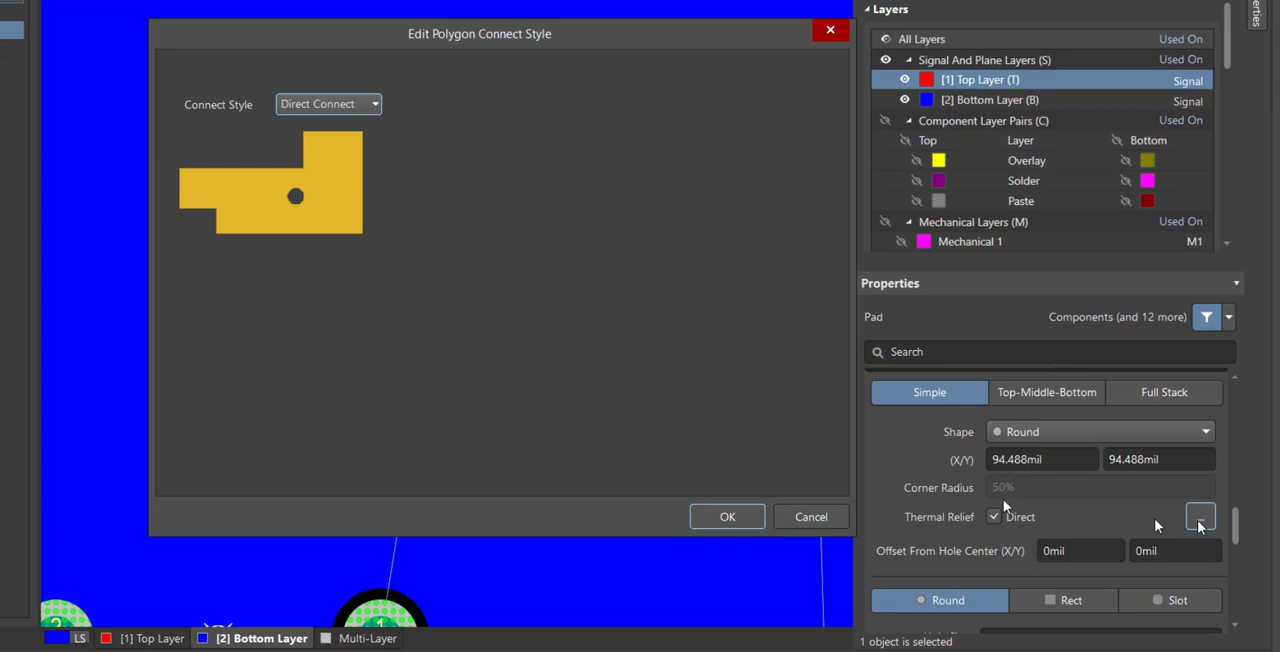 Edit Polygon Connect Style
Connect Style Direct Connect
OK Cancel
2
1
LS [1] Top Layer [2] Bottom Layer Multi-Layer
Layers
All Layers Used On
Signal And Plane Layers (S) Used On
[1] Top Layer (T) Signal
[2] Bottom Layer (B) Signal
Component Layer Pairs (C) Used On
Top Layer Bottom
Overlay
Solder
Paste
Mechanical Layers (M) Used On
Mechanical 1 M1
Properties
Pad Components (and 12 more)
Search
Simple Top-Middle-Bottom Full Stack
Shape Round
(X/Y) 94.488mil 94.488mil
Corner Radius 50%
Thermal Relief Direct
Offset From Hole Center (X/Y) 0mil 0mil
Round Rect Slot
1 object is selected